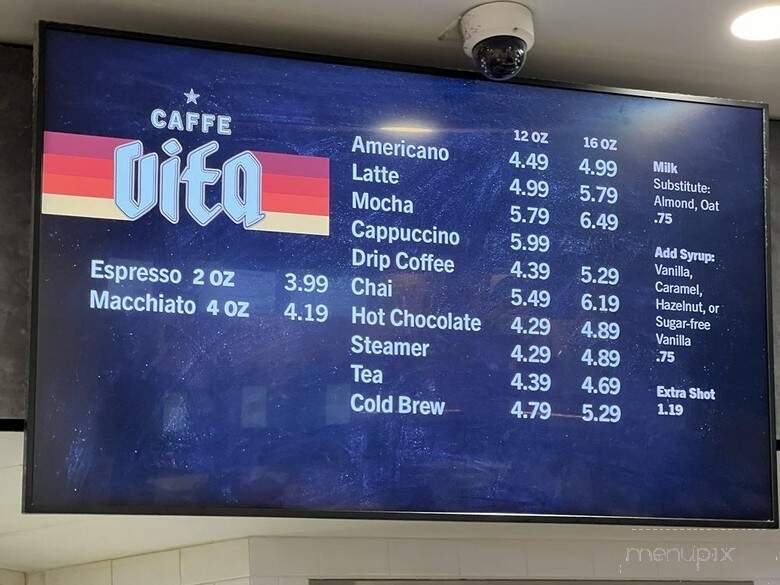 CAFFE
Vita
Espresso 2 OZ 3.99
Macchiato 4 OZ 4.19
12 OZ 16 OZ
Americano 4.49 4.99
Latte 4.99 5.79
Mocha 5.79 6.49
Cappuccino 5.99
Drip Coffee 4.39 5.29
Chai 5.49 6.19
Hot Chocolate 4.29 4.89
Steamer 4.29 4.89
Tea 4.39 4.69
Cold Brew 4.79 5.29
Milk
Substitute:
Almond, Oat
.75
Add Syrup:
Vanilla,
Caramel,
Hazelnut, or
Sugar-free
Vanilla
.75
Extra Shot
1.19
menupix